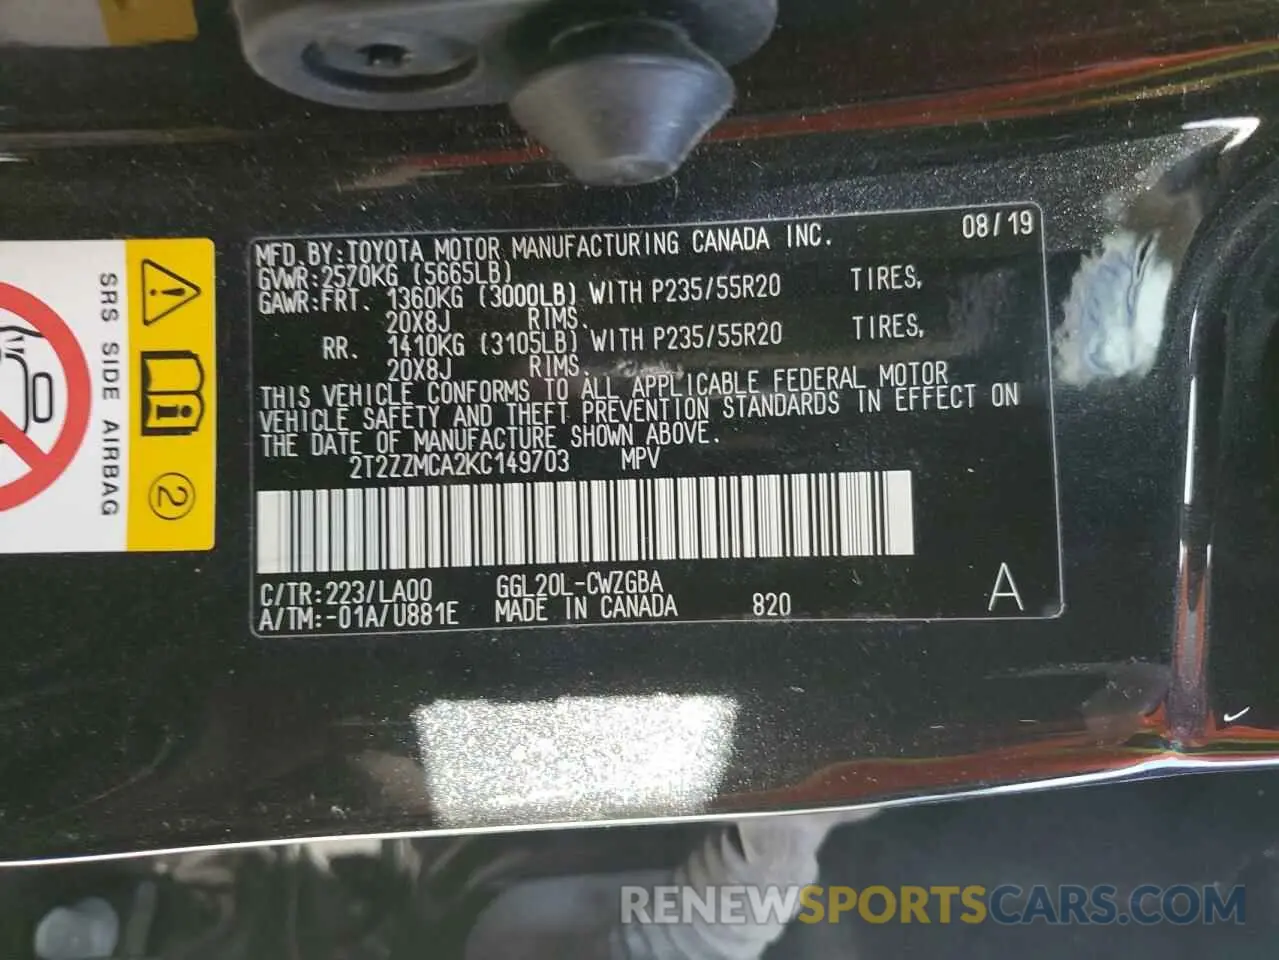 MFD.BY:TOYOTA MOTOR MANUFACTURING CANADA INC. 08/19
GVWR:2570KG (5665LB)
GAWR:FRT. 1360KG (3000LB) WITH P235/55R20 TIRES,
20X8J RIMS.
RR. 1410KG (3105LB) WITH P235/55R20 TIRES,
20X8J RIMS.
THIS VEHICLE CONFORMS TO ALL APPLICABLE FEDERAL MOTOR
VEHICLE SAFETY AND THEFT PREVENTION STANDARDS IN EFFECT ON
THE DATE OF MANUFACTURE SHOWN ABOVE.
2T2ZZMCA2KC149703 MPV
C/TR:223/LA00 GGL20L-CWZGBA
A/TM:-01A/U881E MADE IN CANADA 820 A
SRS SIDE AIRBAG
2
RENEWSPORTSCARS.COM